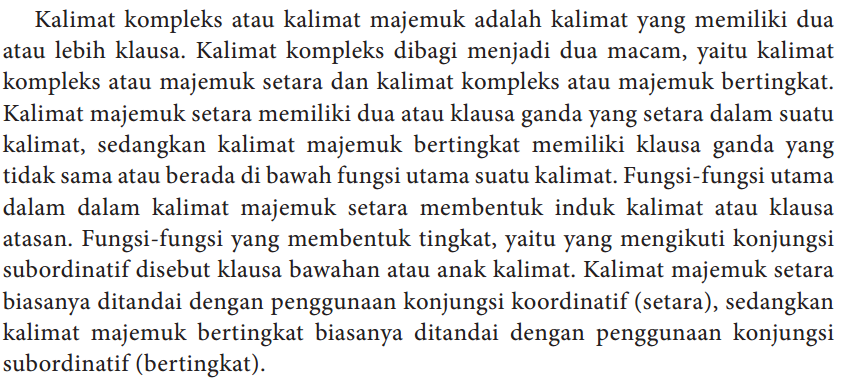 Kalimat kompleks atau kalimat majemuk adalah kalimat yang memiliki dua
atau lebih klausa. Kalimat kompleks dibagi menjadi dua macam, yaitu kalimat
kompleks atau majemuk setara dan kalimat kompleks atau majemuk bertingkat.
Kalimat majemuk setara memiliki dua atau klausa ganda yang setara dalam suatu
kalimat, sedangkan kalimat majemuk bertingkat memiliki klausa ganda yang
tidak sama atau berada di bawah fungsi utama suatu kalimat. Fungsi-fungsi utama
dalam dalam kalimat majemuk setara membentuk induk kalimat atau klausa
atasan. Fungsi-fungsi yang membentuk tingkat, yaitu yang mengikuti konjungsi
subordinatif disebut klausa bawahan atau anak kalimat. Kalimat majemuk setara
biasanya ditandai dengan penggunaan konjungsi koordinatif (setara), sedangkan
kalimat majemuk bertingkat biasanya ditandai dengan penggunaan konjungsi
subordinatif (bertingkat).